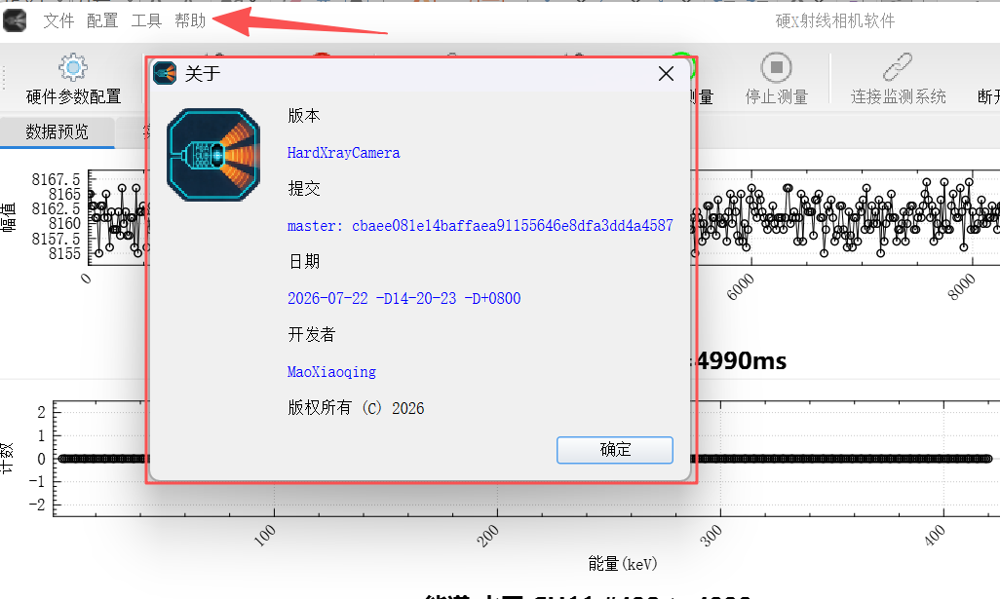 文件 配置 工具 帮助
硬X射线相机软件
硬件参数配置
测量
停止测量
连接监测系统
数据预览
关于
版本
HardXrayCamera
提交
master: cbaee081e14baffaea91155646e8dfa3dd4a4587
日期
2026-07-22 -D14-20-23 -D+0800
开发者
MaoXiaoqing
版权所有 (C) 2026
确定
幅值
8167.5
8165
8162.5
8160
8157.5
8155
0
6000
8000
4990ms
计数
2
1
0
-1
-2
100
200
300
400
能量(keV)